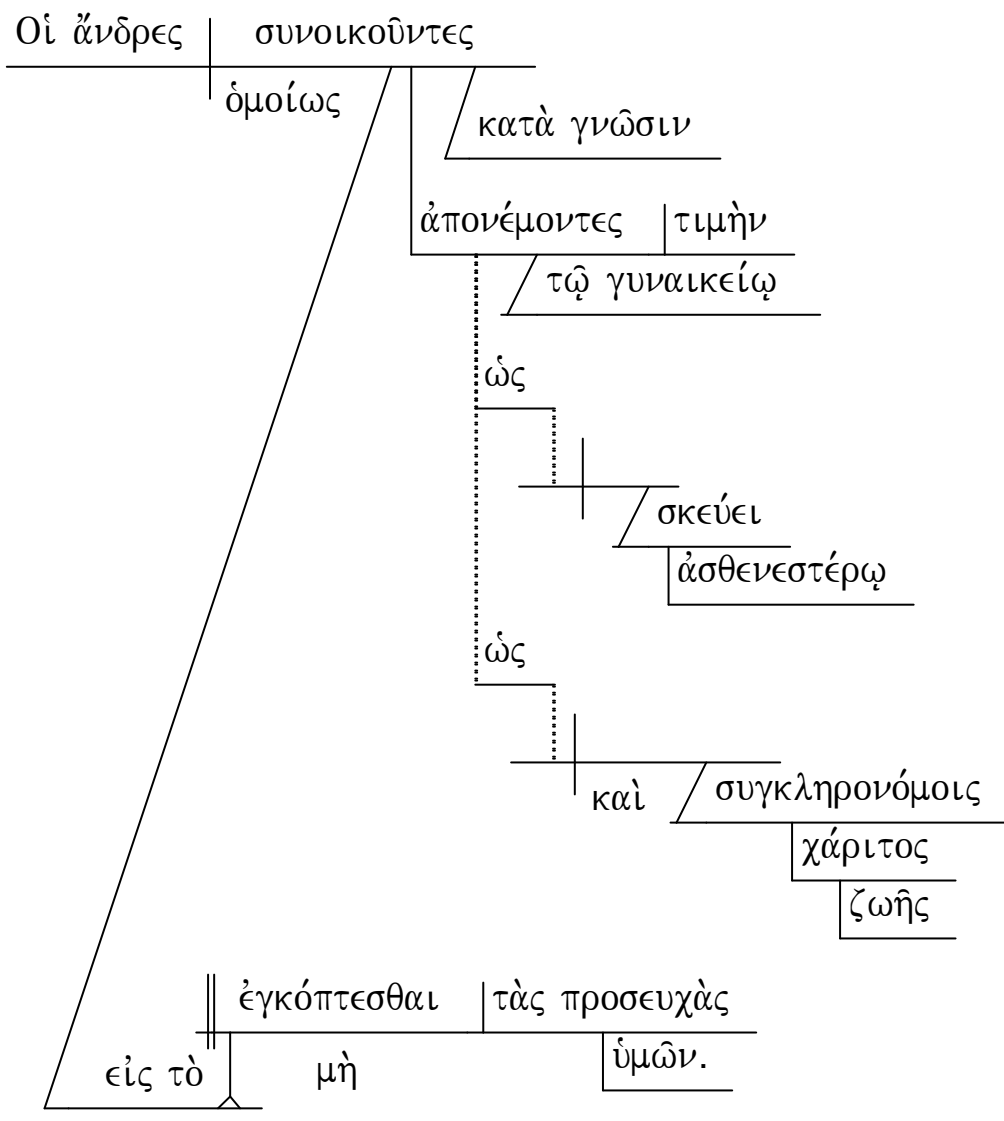 Οἱ ἄνδρες συνοικοῦντες
ὁμοίως
κατὰ γνῶσιν
ἀπονέμοντες τιμὴν
τῷ γυναικείῳ
ὡς
σκεύει
ἀσθενεστέρῳ
ὡς
καὶ συγκληρονόμοις
χάριτος
ζωῆς
ἐγκόπτεσθαι τὰς προσευχὰς
εἰς τὸ μὴ ὑμῶν.